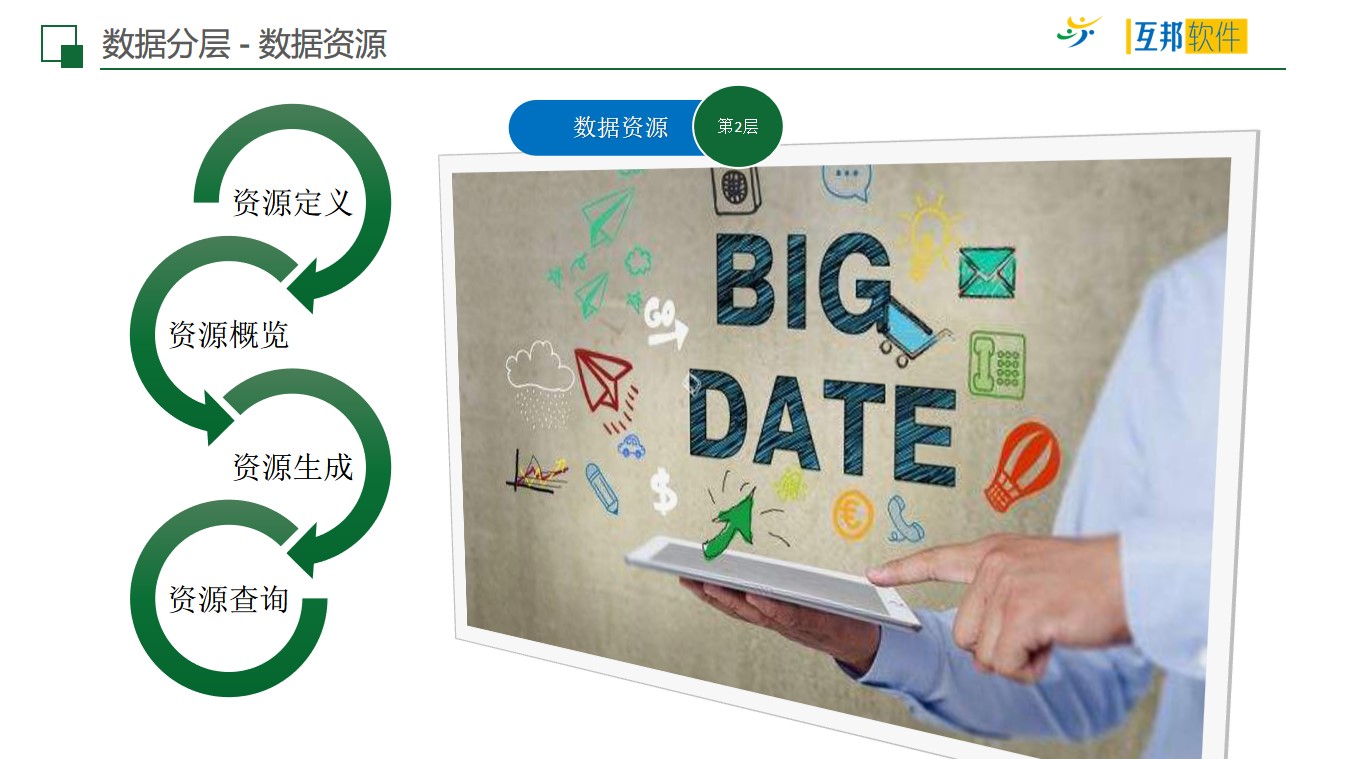 数据分层 - 数据资源
互邦软件
数据资源
第2层
资源定义
资源概览
资源生成
资源查询
GO
BIG
DATE
$
€